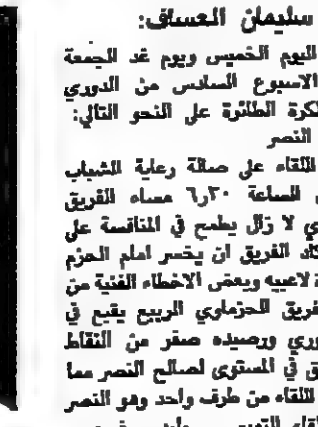 سليمان العساف:
اليوم الخميس ويوم غد الجمعة
الاسبوع السادس من الدوري
لكرة الطائرة على النحو التالي:
النصر
اللقاء على صالة رعاية الشباب
الساعة ٦٫٣٠ مساء الفريق
لا زال يطمح في المنافسة على
كاد الفريق ان يخسر امام الحزم
لاعبيه وبعض الاخطاء الفنية من
فريق الحزماوي الربيع يقبع في
ورصيده صفر من النقاط
في المستوى لصالح النصر مما
اللقاء من طرف واحد وهو النصر